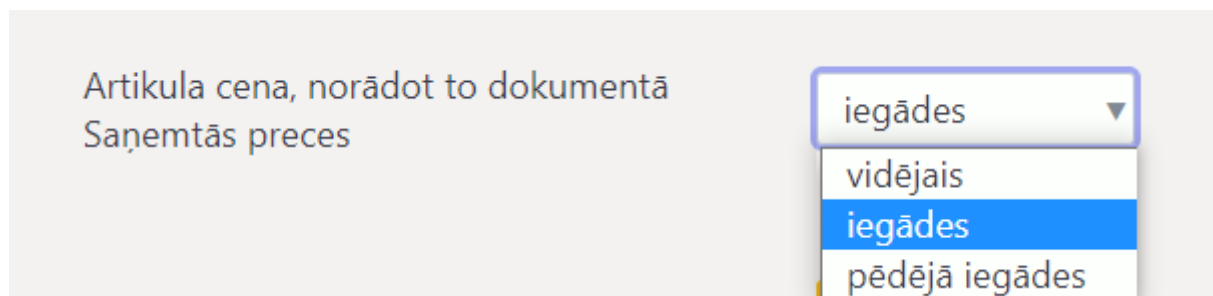 Artikula cena, norādot to dokumentā
Saņemtās preces
iegādes
vidējais
iegādes
pēdējā iegādes